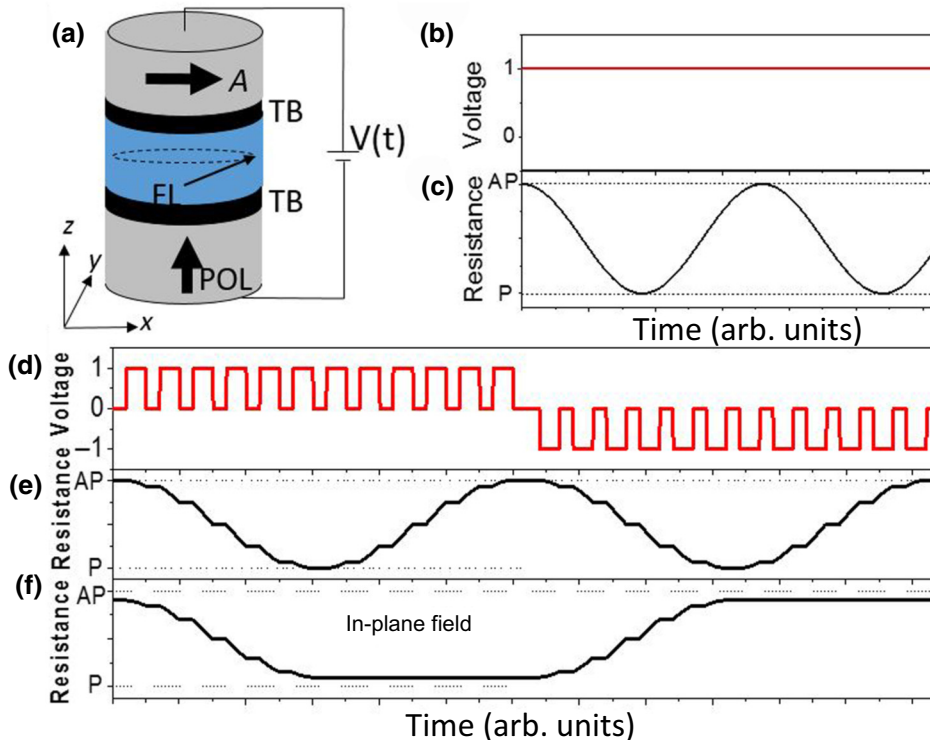 (a)
A
TB
FL
TB
V(t)
POL
z
y
x
(b)
Voltage
1
0
(c)
Resistance
AP
P
Time (arb. units)
(d)
Voltage
1
0
−1
(e)
Resistance
AP
P
(f)
Resistance
AP
P
In-plane field
Time (arb. units)